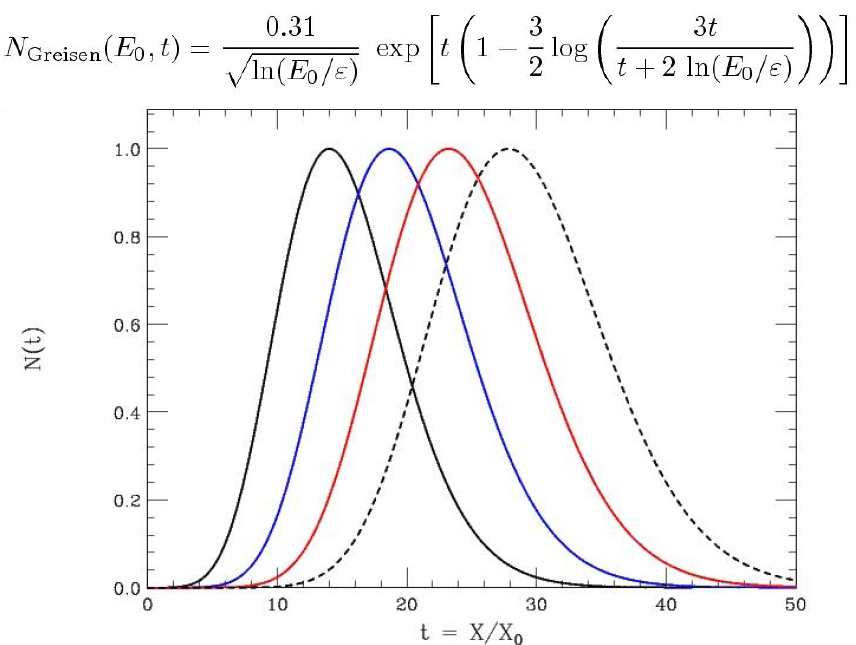 N_Greisen(E_0, t) = 0.31 / √ln(E_0/ε) exp [ t ( 1 − 3/2 log ( 3t / (t + 2 ln(E_0/ε)) ) ) ]
1.0
0.8
0.6
0.4
0.2
0.0
N(t)
0 10 20 30 40 50
t = X/X_0